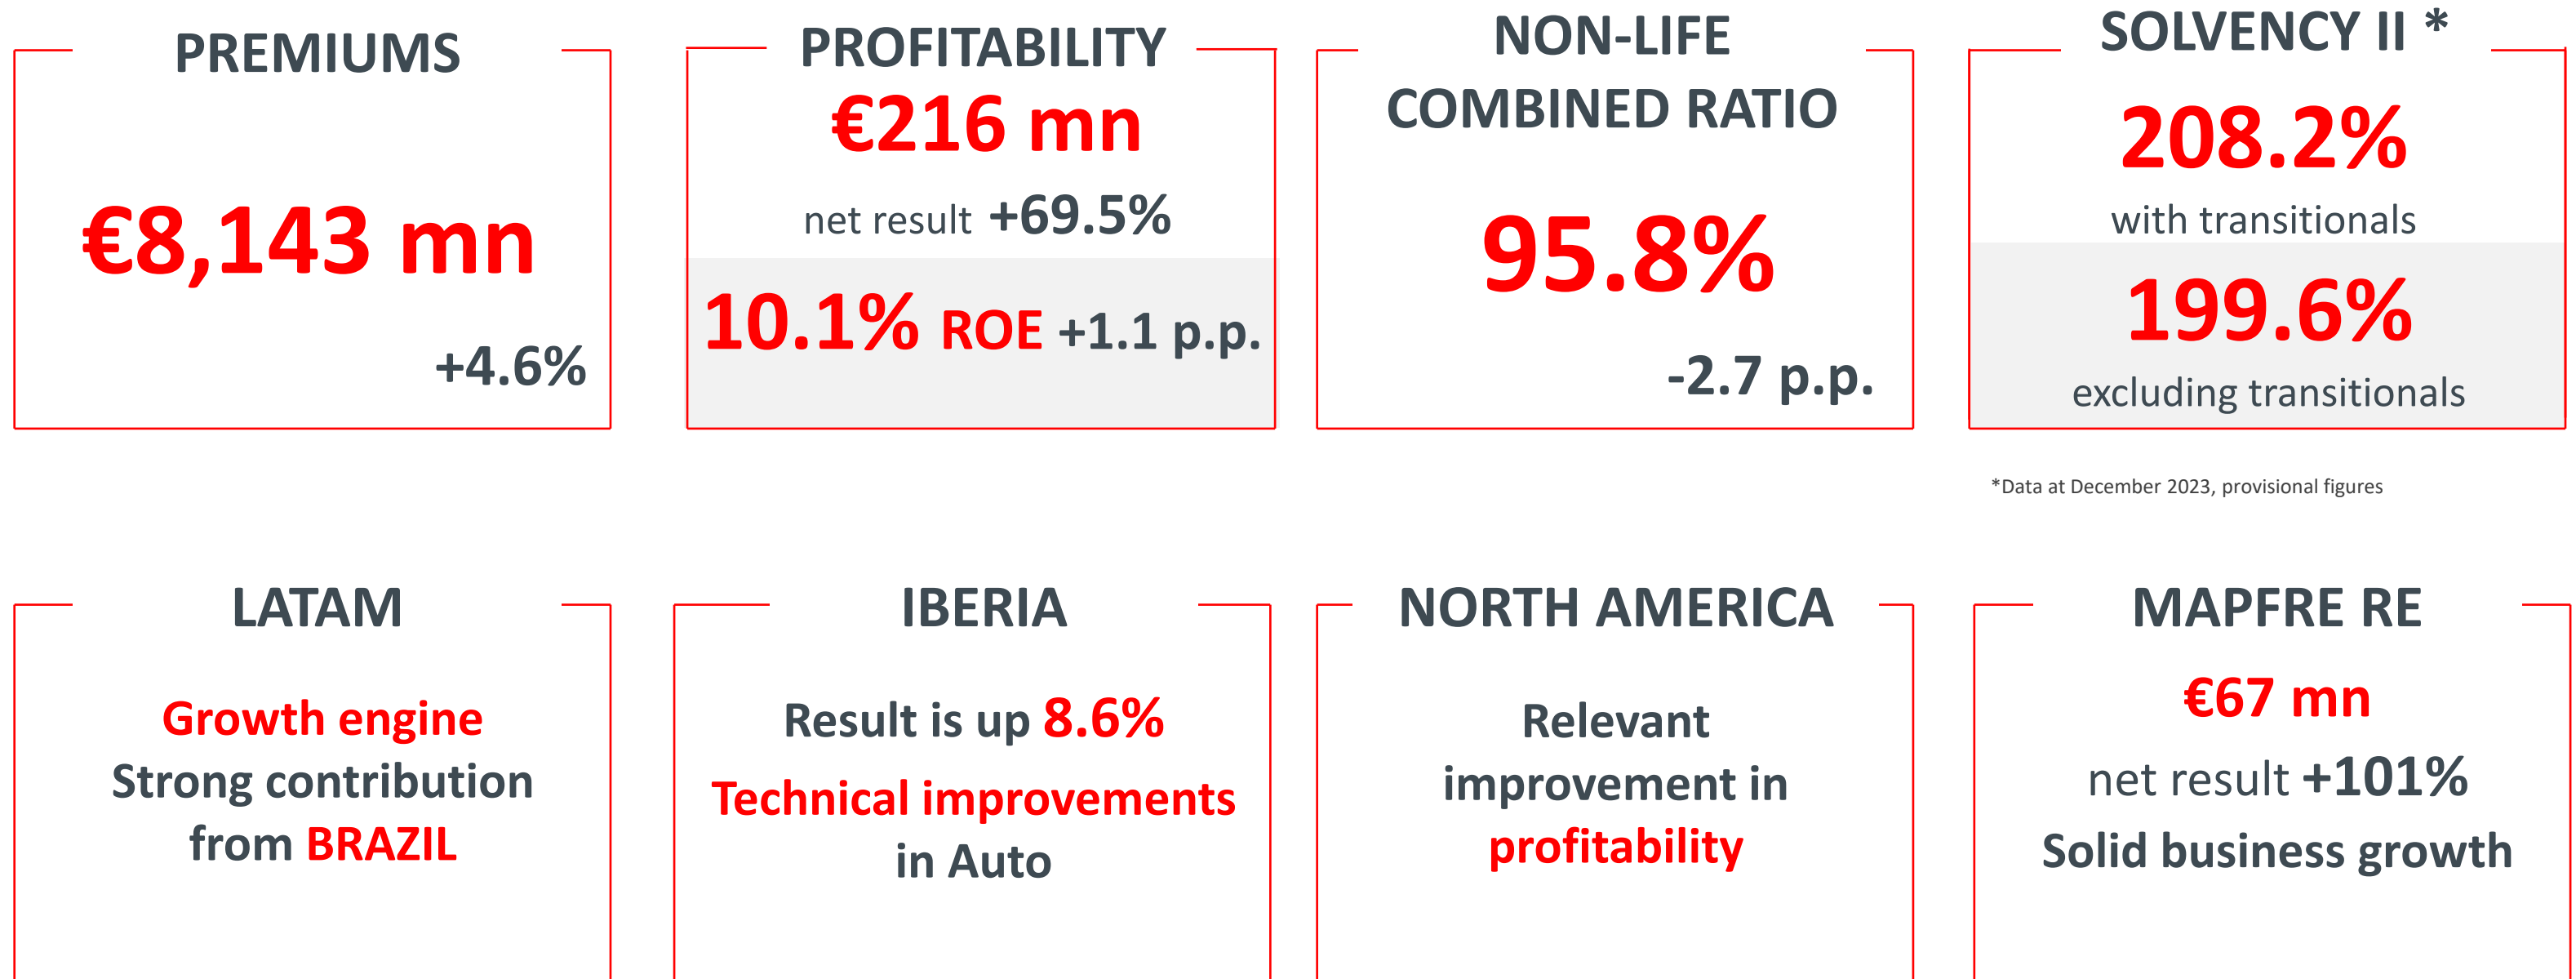 PREMIUMS
€8,143 mn
+4.6%
PROFITABILITY
€216 mn
net result +69.5%
10.1% ROE +1.1 p.p.
NON-LIFE
COMBINED RATIO
95.8%
-2.7 p.p.
SOLVENCY II *
208.2%
with transitionals
199.6%
excluding transitionals
*Data at December 2023, provisional figures
LATAM
Growth engine
Strong contribution
from BRAZIL
IBERIA
Result is up 8.6%
Technical improvements
in Auto
NORTH AMERICA
Relevant
improvement in
profitability
MAPFRE RE
€67 mn
net result +101%
Solid business growth